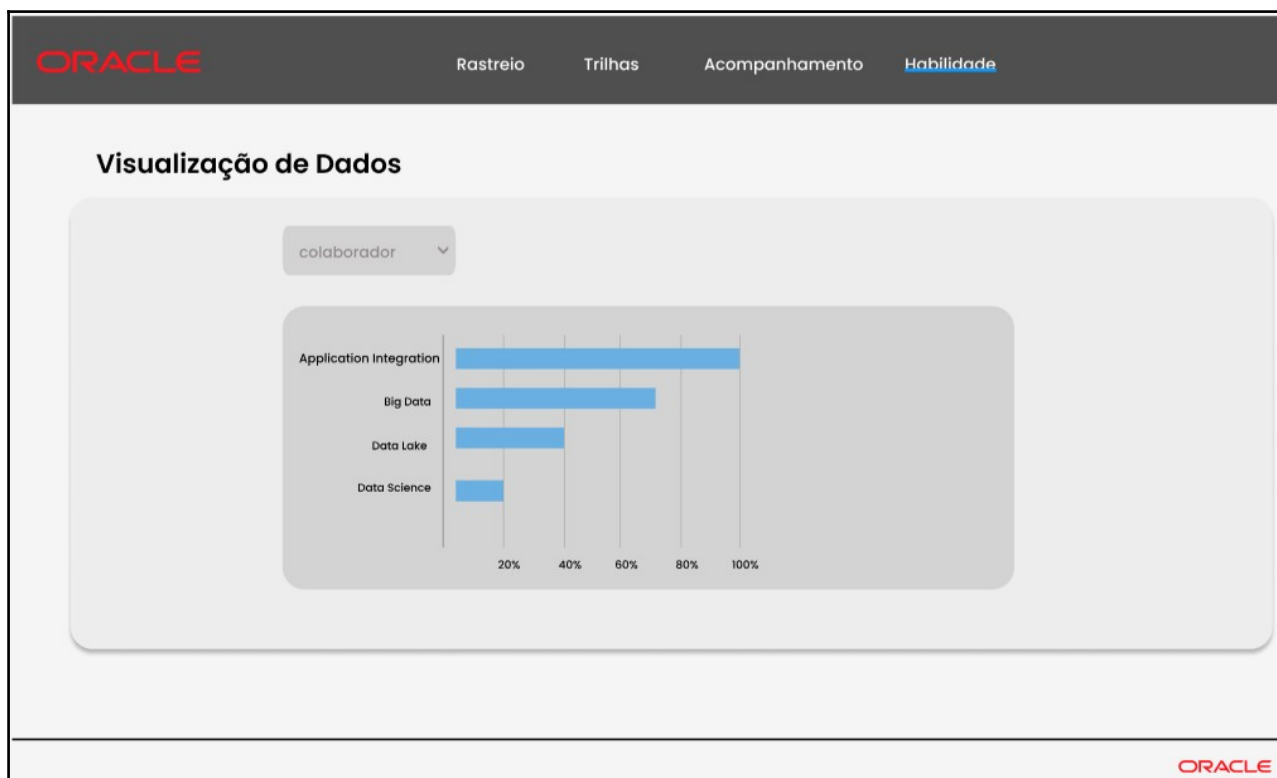 ORACLE
Rastreio Trilhas Acompanhamento Habilidade
Visualização de Dados
colaborador
Application Integration
Big Data
Data Lake
Data Science
20% 40% 60% 80% 100%
ORACLE